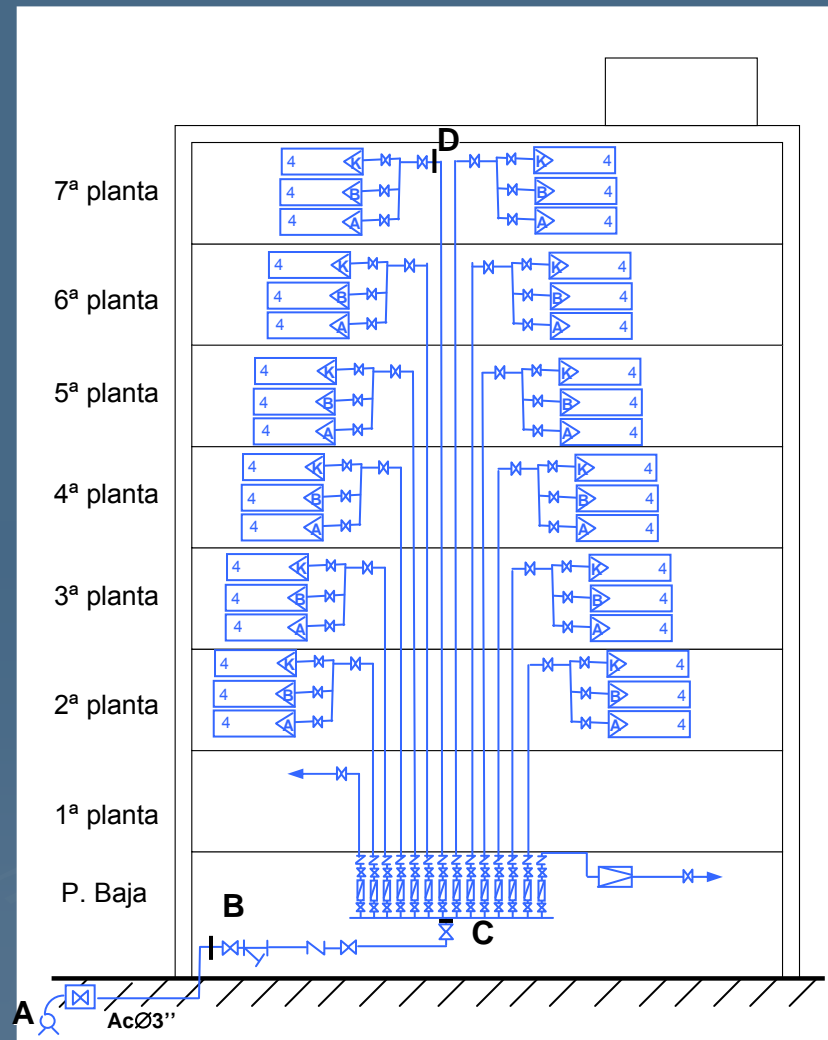 D
7ª planta
4 K K 4
4 B B 4
4 A A 4
6ª planta
4 K K 4
4 B B 4
4 A A 4
5ª planta
4 K K 4
4 B B 4
4 A A 4
4ª planta
4 K K 4
4 B B 4
4 A A 4
3ª planta
4 K K 4
4 B B 4
4 A A 4
2ª planta
4 K K 4
4 B B 4
4 A A 4
1ª planta
P. Baja
B
C
A
AcØ3’’